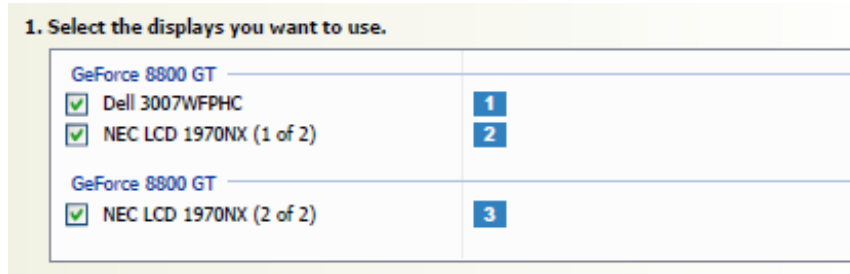 1. Select the displays you want to use.
GeForce 8800 GT
Dell 3007WFPHC 1
NEC LCD 1970NX (1 of 2) 2
GeForce 8800 GT
NEC LCD 1970NX (2 of 2) 3